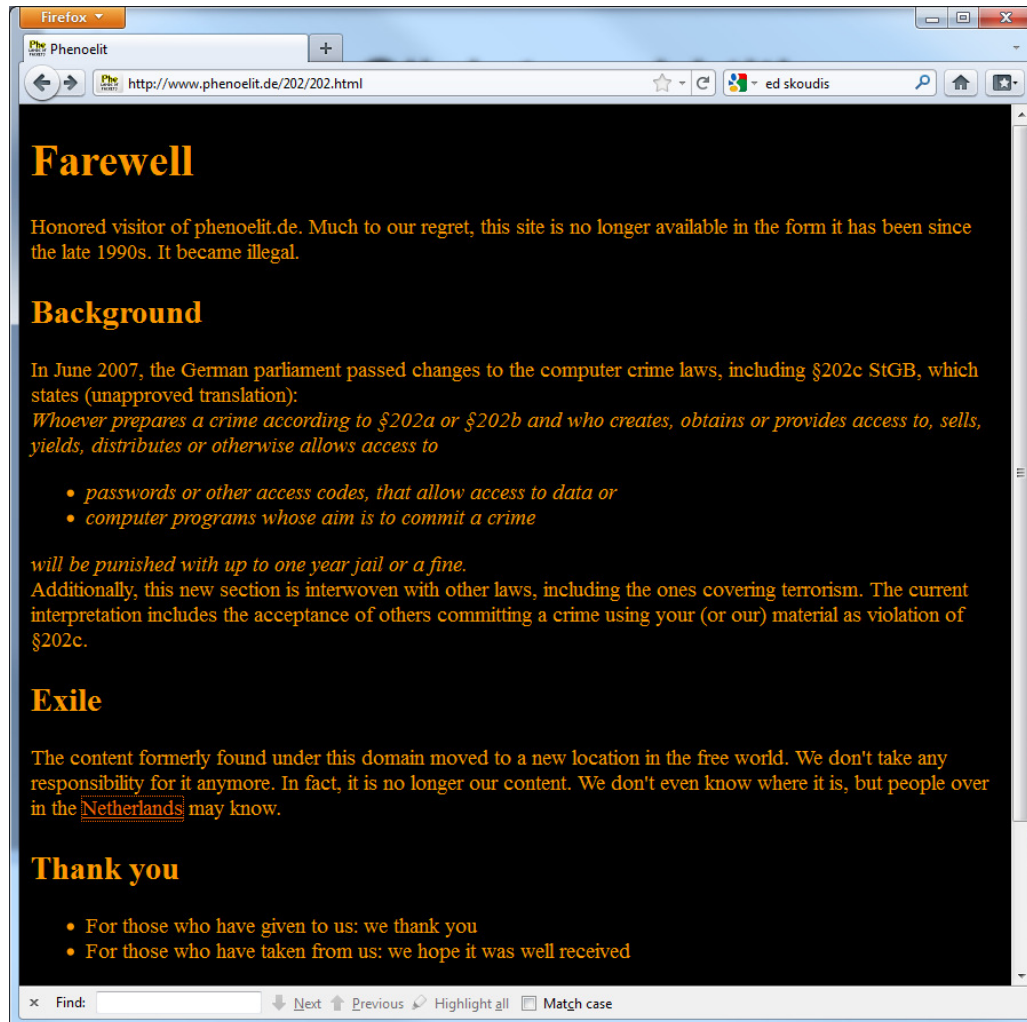 Firefox
Phenoelit
http://www.phenoelit.de/202/202.html
ed skoudis
Farewell
Honored visitor of phenoelit.de. Much to our regret, this site is no longer available in the form it has been since
the late 1990s. It became illegal.
Background
In June 2007, the German parliament passed changes to the computer crime laws, including §202c StGB, which
states (unapproved translation):
Whoever prepares a crime according to §202a or §202b and who creates, obtains or provides access to, sells,
yields, distributes or otherwise allows access to
• passwords or other access codes, that allow access to data or
• computer programs whose aim is to commit a crime
will be punished with up to one year jail or a fine.
Additionally, this new section is interwoven with other laws, including the ones covering terrorism. The current
interpretation includes the acceptance of others committing a crime using your (or our) material as violation of
§202c.
Exile
The content formerly found under this domain moved to a new location in the free world. We don't take any
responsibility for it anymore. In fact, it is no longer our content. We don't even know where it is, but people over
in the Netherlands may know.
Thank you
• For those who have given to us: we thank you
• For those who have taken from us: we hope it was well received
Find: Next Previous Highlight all Match case